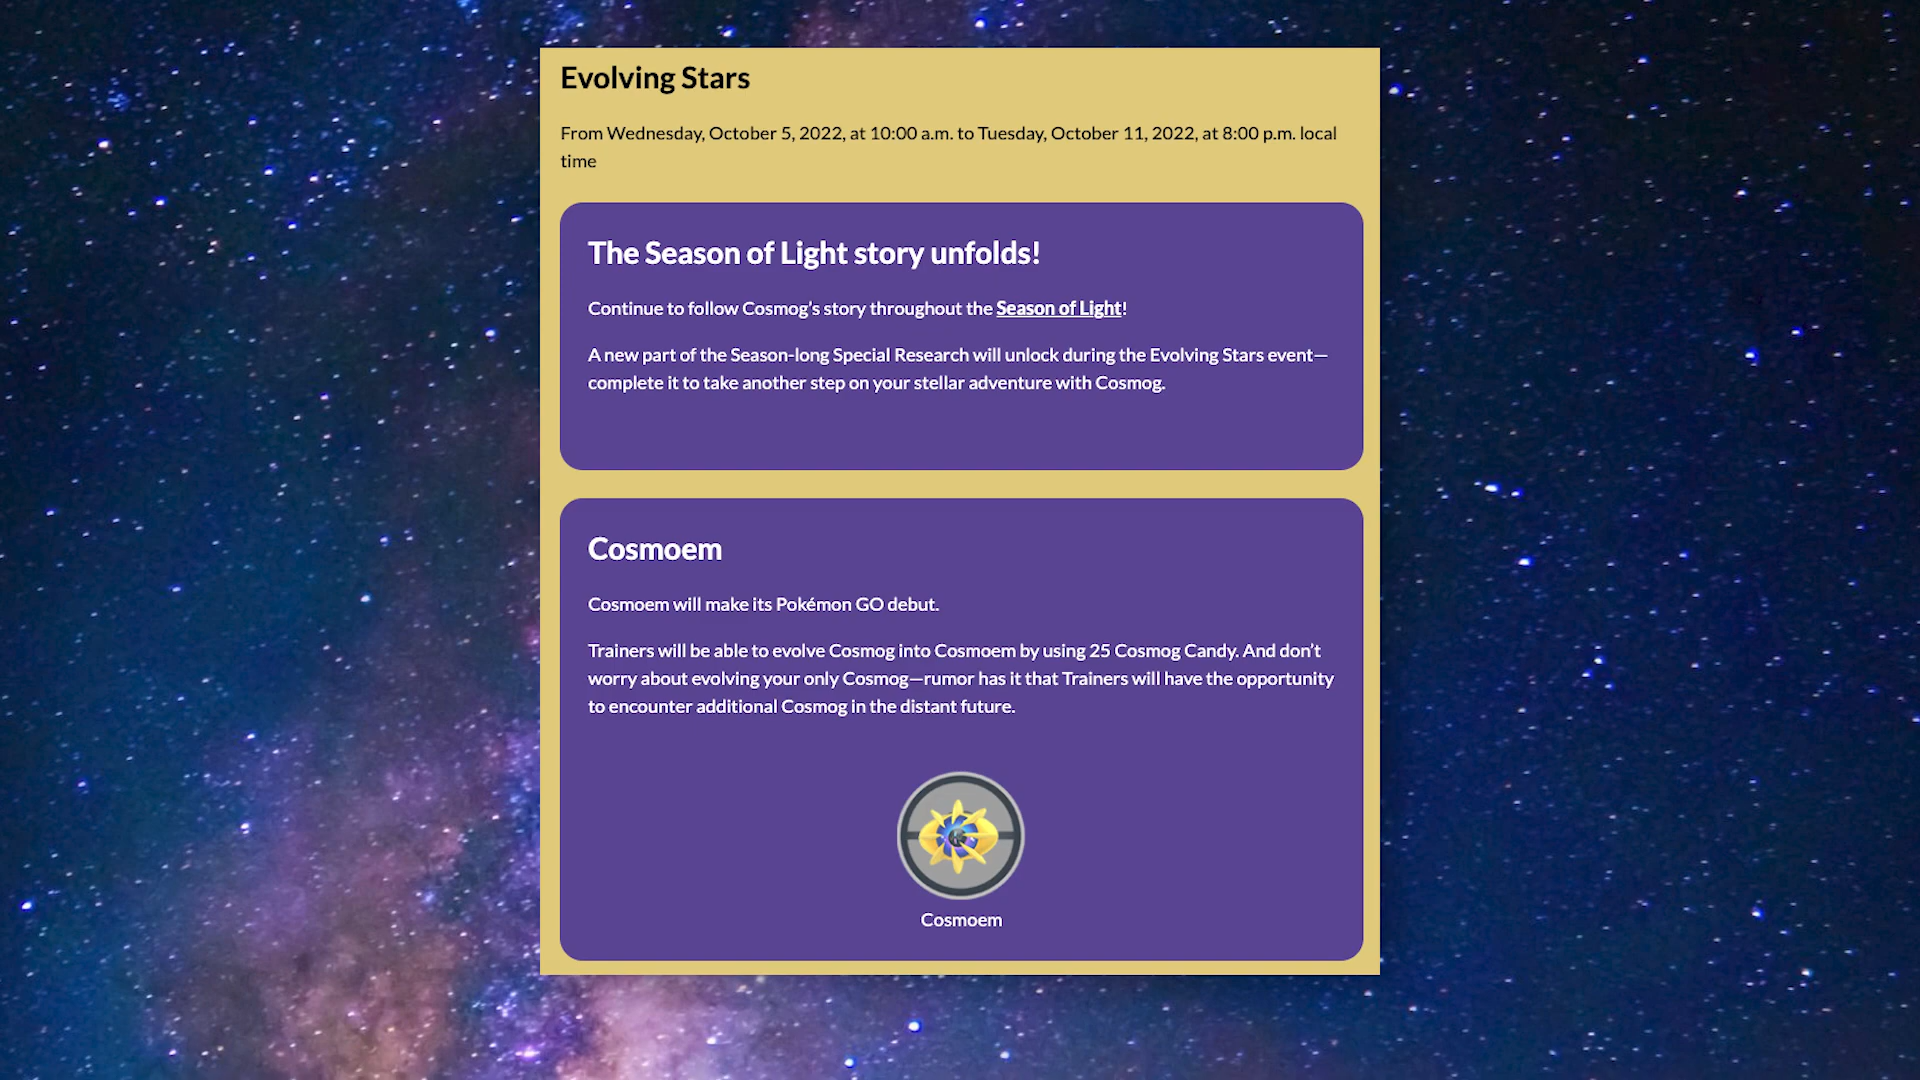 Evolving Stars
From Wednesday, October 5, 2022, at 10:00 a.m. to Tuesday, October 11, 2022, at 8:00 p.m. local
time
The Season of Light story unfolds!
Continue to follow Cosmog’s story throughout the Season of Light!
A new part of the Season-long Special Research will unlock during the Evolving Stars event—
complete it to take another step on your stellar adventure with Cosmog.
Cosmoem
Cosmoem will make its Pokémon GO debut.
Trainers will be able to evolve Cosmog into Cosmoem by using 25 Cosmog Candy. And don’t
worry about evolving your only Cosmog—rumor has it that Trainers will have the opportunity
to encounter additional Cosmog in the distant future.
Cosmoem